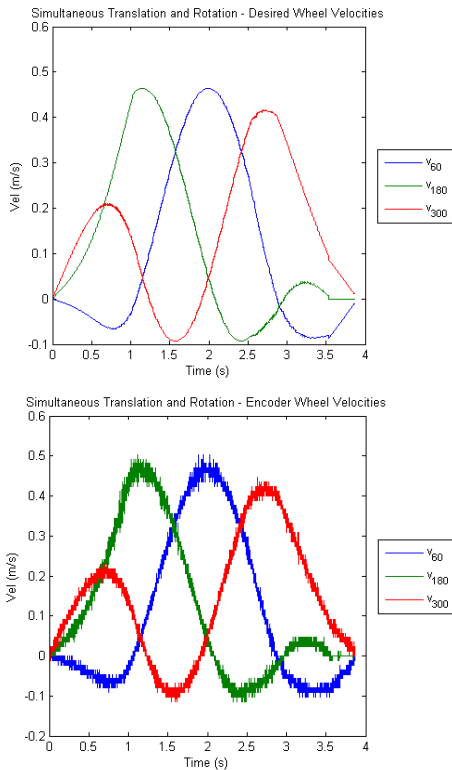 Simultaneous Translation and Rotation - Desired Wheel Velocities
0.6
0.5
0.4
0.3
0.2
0.1
0
-0.1
Vel (m/s)
0 0.5 1 1.5 2 2.5 3 3.5 4
Time (s)
v60
v180
v300
Simultaneous Translation and Rotation - Encoder Wheel Velocities
0.6
0.5
0.4
0.3
0.2
0.1
0
-0.1
-0.2
Vel (m/s)
0 0.5 1 1.5 2 2.5 3 3.5 4
Time (s)
v60
v180
v300